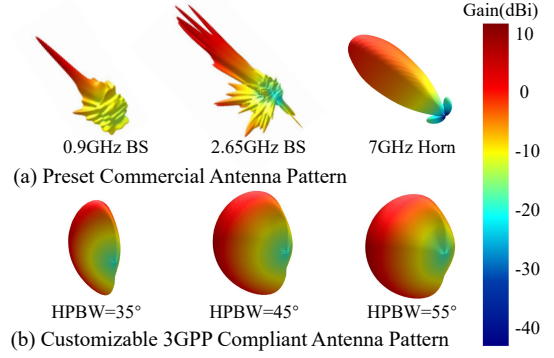 Gain(dBi)
10
0
-10
-20
-30
-40
0.9GHz BS
2.65GHz BS
7GHz Horn
(a) Preset Commercial Antenna Pattern
HPBW=35°
HPBW=45°
HPBW=55°
(b) Customizable 3GPP Compliant Antenna Pattern